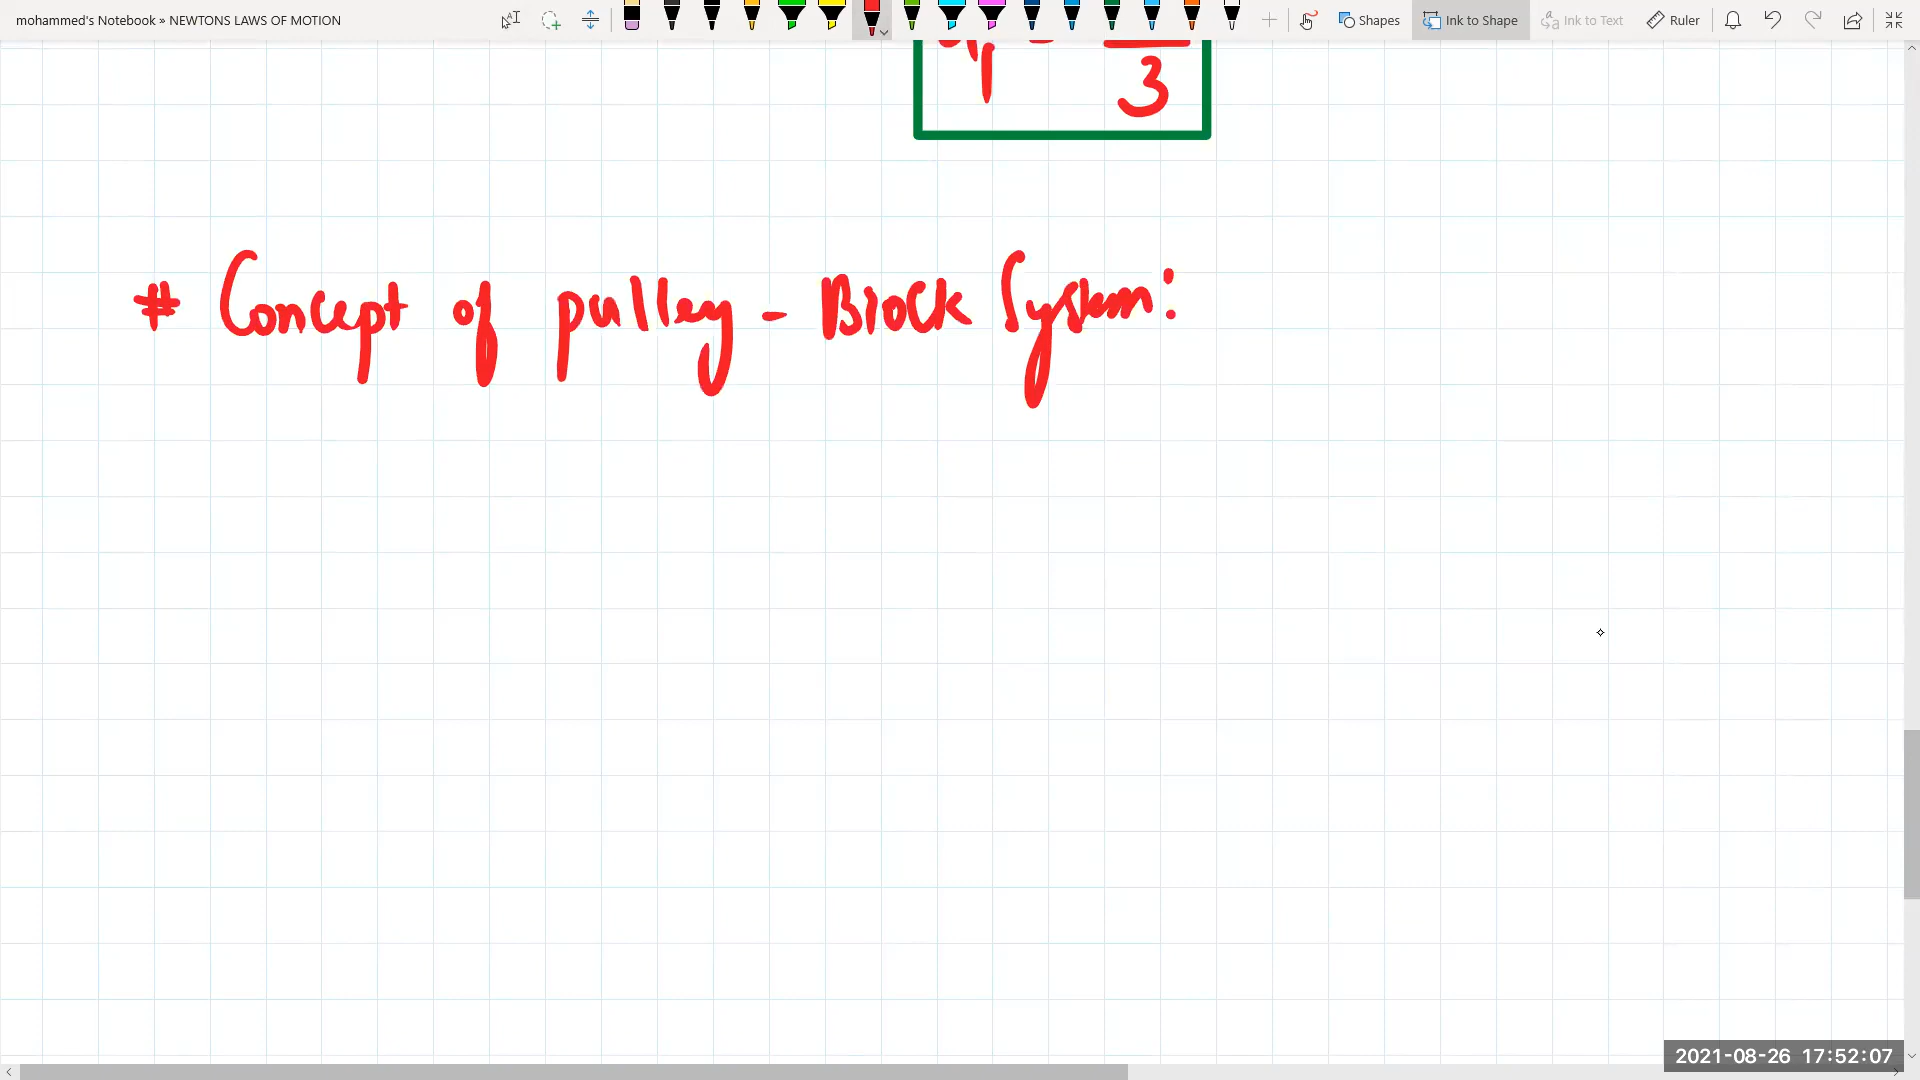 mohammed's Notebook » NEWTONS LAWS OF MOTION
Shapes
Ink to Shape
Ink to Text
Ruler
3
# Concept of pulley - Block System:
2021-08-26 17:52:07